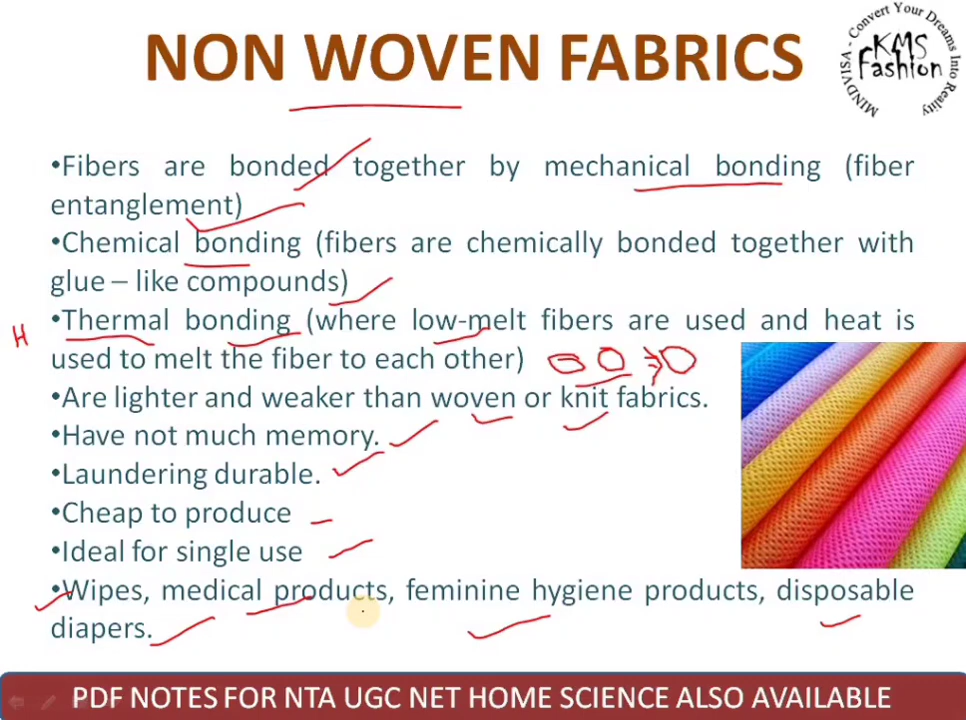 NON WOVEN FABRICS
MINDVISA - Convert Your Dreams Into Reality
KMS
Fashion
•Fibers are bonded together by mechanical bonding (fiber
entanglement)
•Chemical bonding (fibers are chemically bonded together with
glue – like compounds)
H
•Thermal bonding (where low-melt fibers are used and heat is
used to melt the fiber to each other)
•Are lighter and weaker than woven or knit fabrics.
•Have not much memory.
•Laundering durable.
•Cheap to produce
•Ideal for single use
•Wipes, medical products, feminine hygiene products, disposable
diapers.
PDF NOTES FOR NTA UGC NET HOME SCIENCE ALSO AVAILABLE